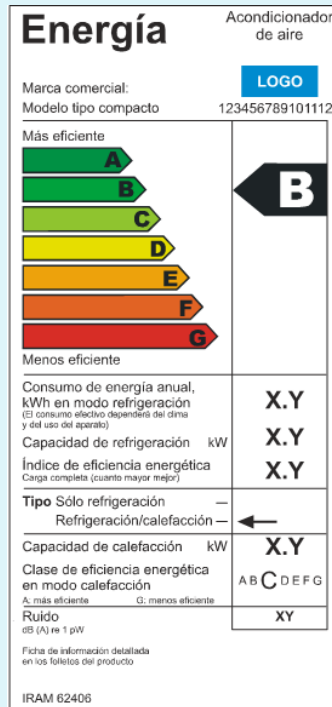 Energía
Acondicionador
de aire
LOGO
Marca comercial:
Modelo tipo compacto 123456789101112
Más eficiente
A
B
B
C
D
E
F
G
Menos eficiente
Consumo de energía anual,
kWh en modo refrigeración
(El consumo efectivo dependerá del clima
y del uso del aparato)
X.Y
Capacidad de refrigeración kW X.Y
Índice de eficiencia energética
Carga completa (cuanto mayor mejor)
X.Y
Tipo Sólo refrigeración —
Refrigeración/calefacción —
Capacidad de calefacción kW X.Y
Clase de eficiencia energética
en modo calefacción
A B C D E F G
A: más eficiente G: menos eficiente
Ruido XY
dB (A) re 1 pW
Ficha de información detallada
en los folletos del producto
IRAM 62406